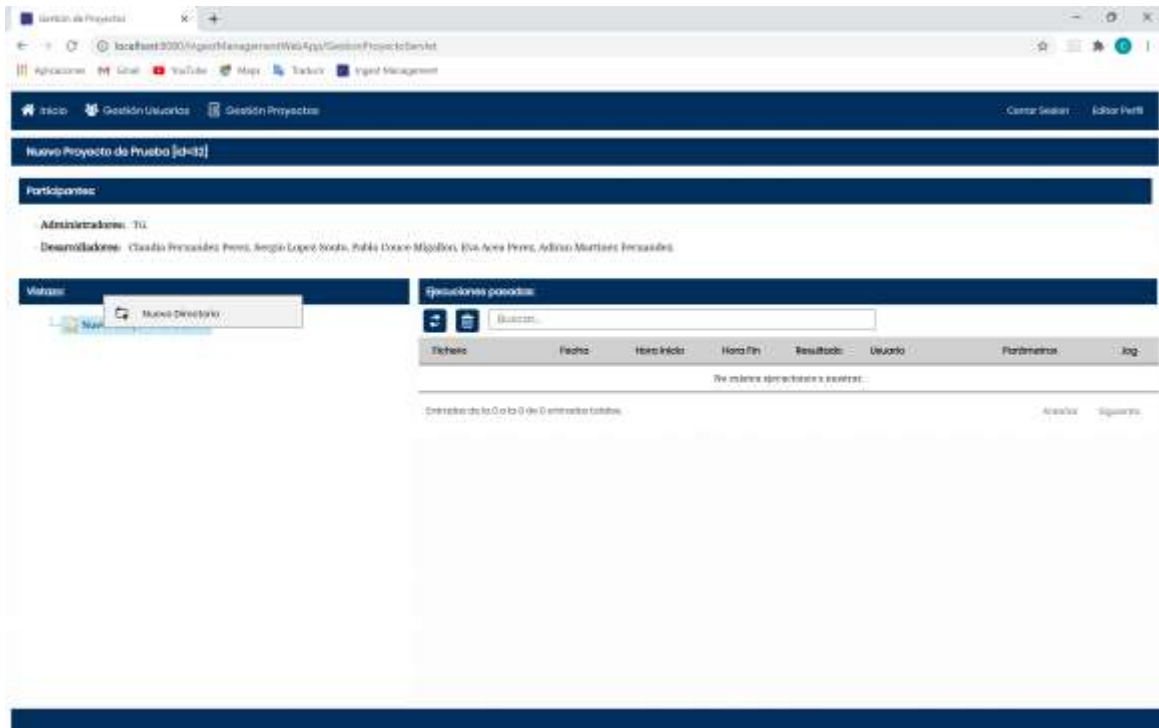 Gestión de Proyectos
localhost:8080/IngestManagementWebApp/GestionProyectoServlet
Aplicaciones Gmail YouTube Maps Traducir Ingest Management
Inicio Gestión Usuarios Gestión Proyectos Cerrar Sesion Editar Perfil
Nuevo Proyecto de Prueba [id=32]
Participantes:
Administradores: Tú.
Desarrolladores: Claudia Fernandez Perez, Sergio Lopez Souto, Pablo Couce Migallon, Eva Acea Perez, Adrian Martinez Fernandez.
Vistazo: Ejecuciones pasadas:
Nuevo Directorio
Buscar...
Fichero Fecha Hora Inicio Hora Fin Resultado Usuario Parámetros Log
No existen ejecuciones a mostrar.
Entradas de la 0 a la 0 de 0 entradas totales. Anterior Siguiente